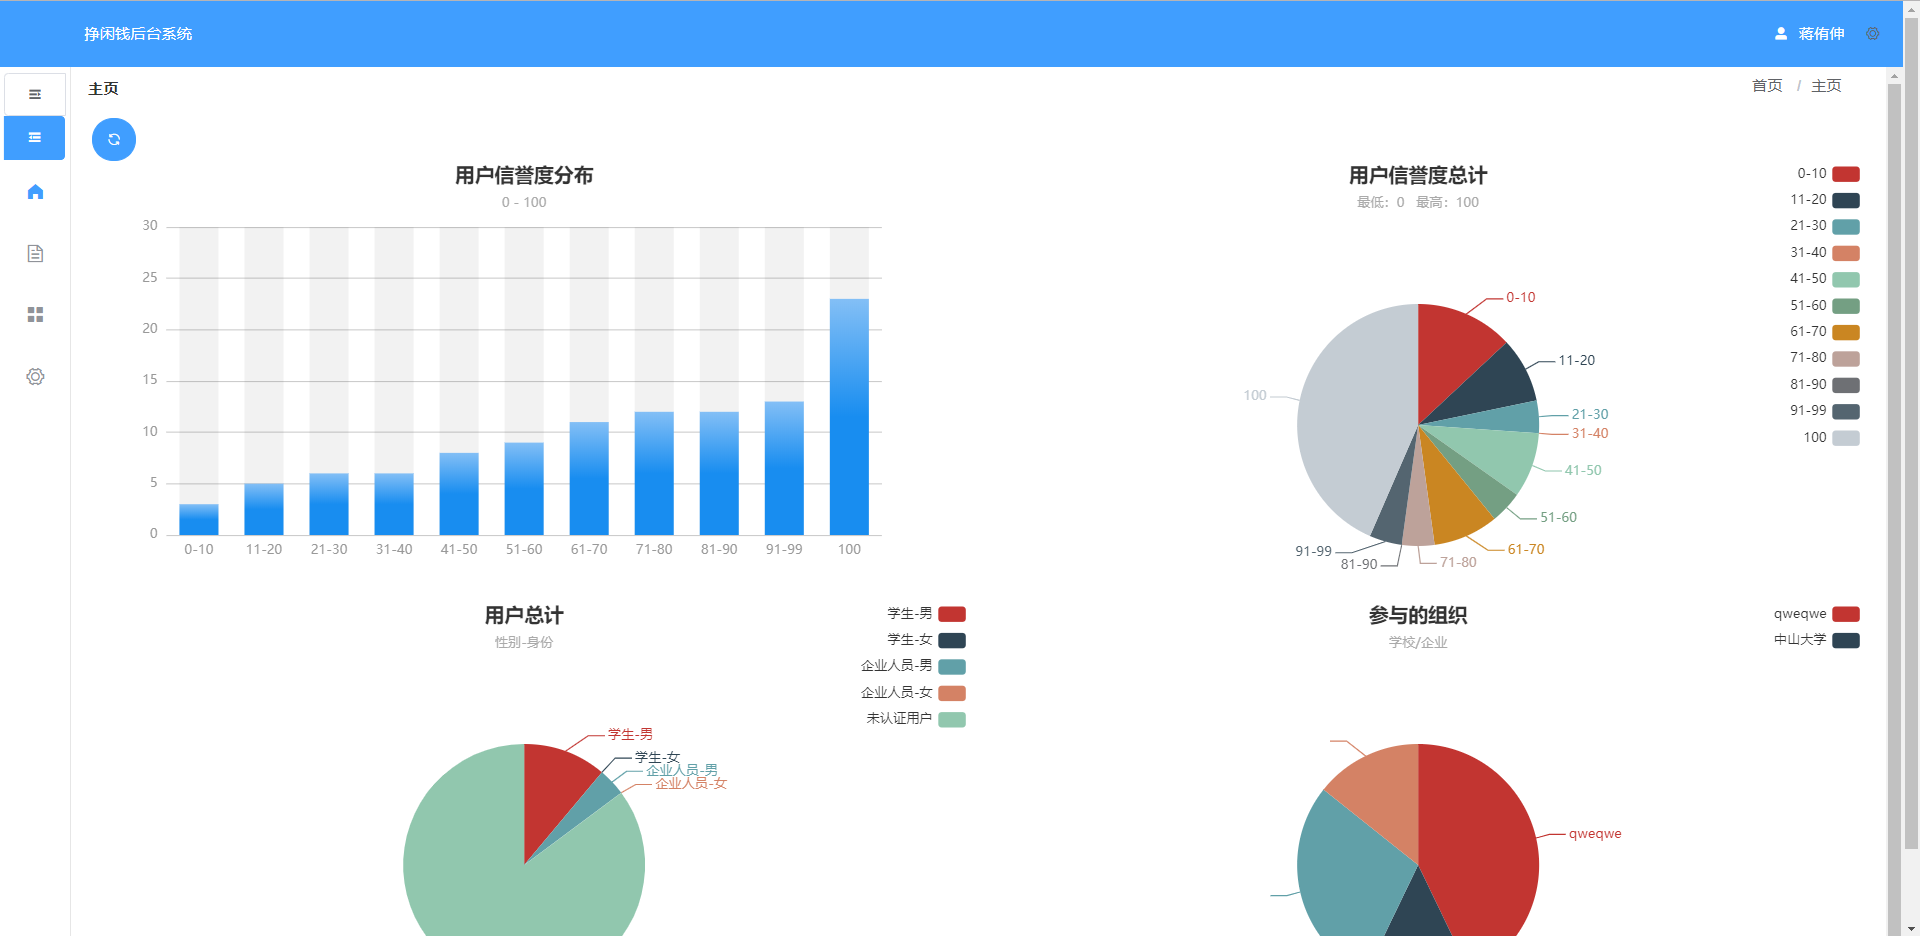 挣闲钱后台系统
蒋侑伸
主页
首页 / 主页
用户信誉度分布
0 - 100
30
25
20
15
10
5
0
0-10 11-20 21-30 31-40 41-50 51-60 61-70 71-80 81-90 91-99 100
用户信誉度总计
最低：0 最高：100
0-10
11-20
21-30
31-40
41-50
51-60
61-70
71-80
81-90
91-99
100
0-10
11-20
21-30
31-40
41-50
51-60
61-70
71-80
81-90
91-99
100
用户总计
性别-身份
学生-男
学生-女
企业人员-男
企业人员-女
未认证用户
学生-男
学生-女
企业人员-男
企业人员-女
参与的组织
学校/企业
qweqwe
中山大学
qweqwe